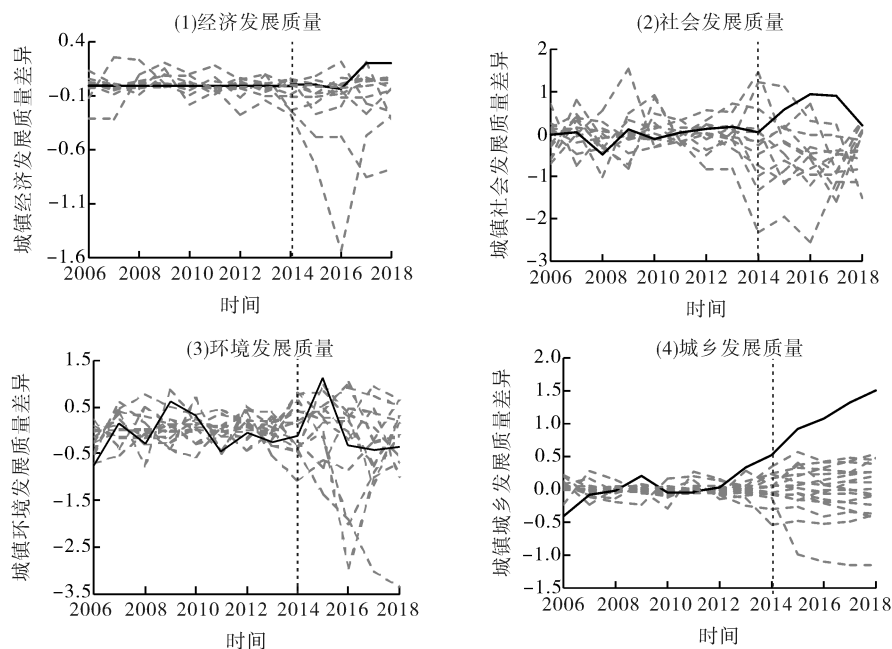 (1)经济发展质量
城镇经济发展质量差异
0.4
−0.1
−0.6
−1.1
−1.6
2006 2008 2010 2012 2014 2016 2018
时间
(2)社会发展质量
城镇社会发展质量差异
2
1
0
−1
−2
−3
2006 2008 2010 2012 2014 2016 2018
时间
(3)环境发展质量
城镇环境发展质量差异
1.5
0.5
−0.5
−1.5
−2.5
−3.5
2006 2008 2010 2012 2014 2016 2018
时间
(4)城乡发展质量
城镇城乡发展质量差异
2.0
1.5
1.0
0.5
0.0
−0.5
−1.0
−1.5
2006 2008 2010 2012 2014 2016 2018
时间